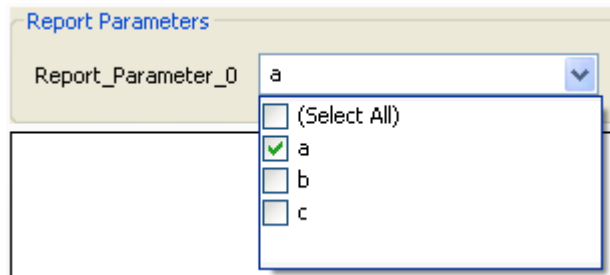 Report Parameters
Report_Parameter_0 a
(Select All)
a
b
c